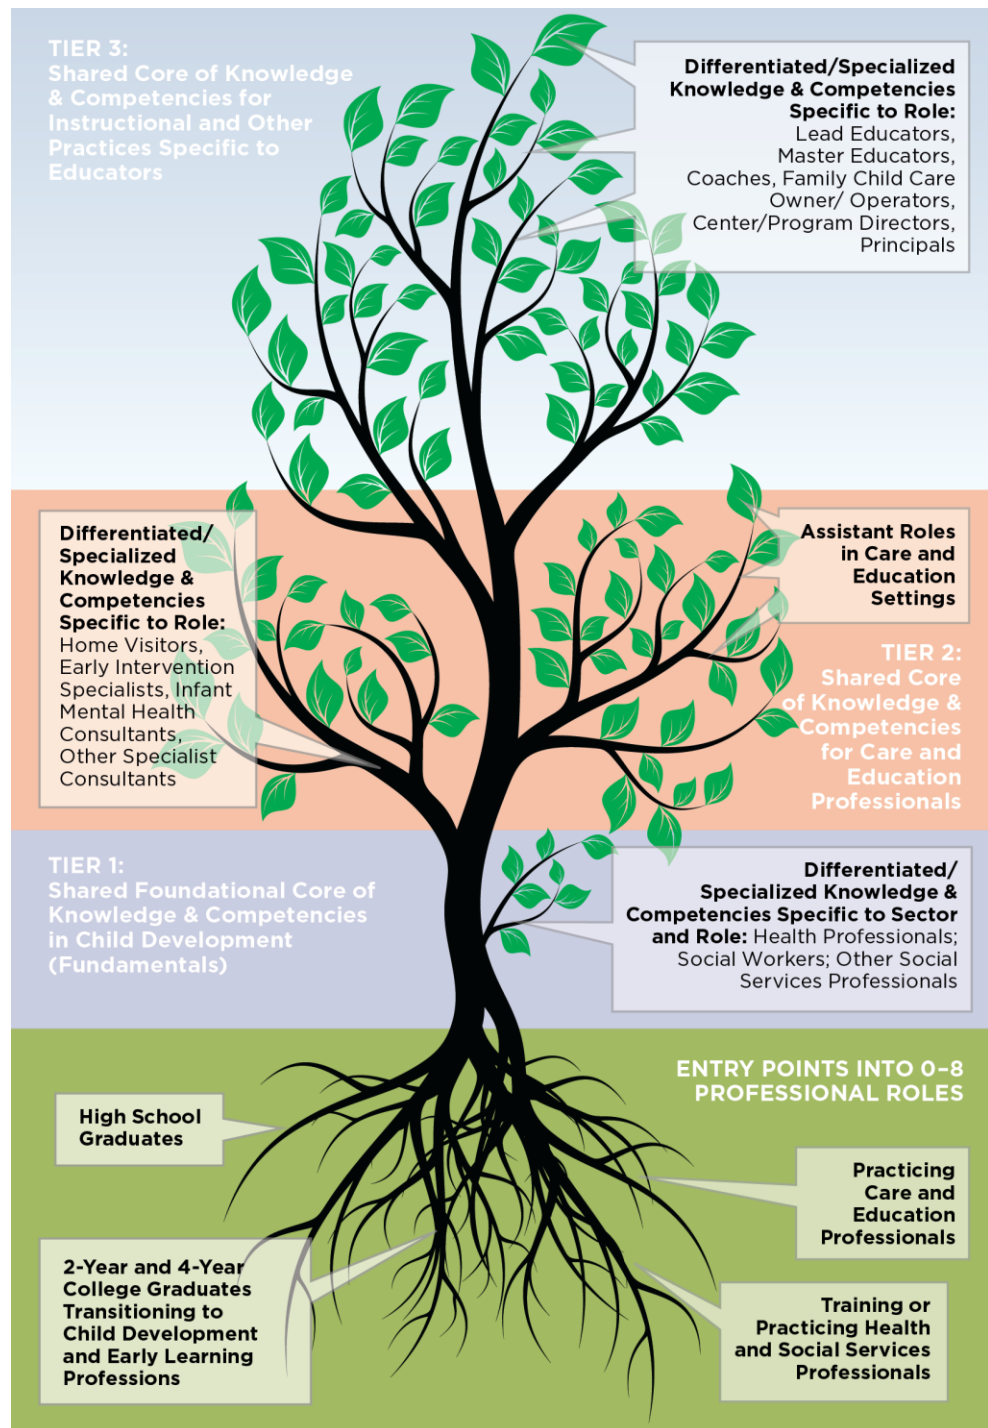 TIER 3:
Shared Core of Knowledge
& Competencies for
Instructional and Other
Practices Specific to
Educators
Differentiated/Specialized
Knowledge & Competencies
Specific to Role:
Lead Educators,
Master Educators,
Coaches, Family Child Care
Owner/ Operators,
Center/Program Directors,
Principals
Differentiated/
Specialized
Knowledge &
Competencies
Specific to Role:
Home Visitors,
Early Intervention
Specialists, Infant
Mental Health
Consultants,
Other Specialist
Consultants
Assistant Roles
in Care and
Education
Settings
TIER 2:
Shared Core
of Knowledge &
Competencies
for Care and
Education
Professionals
TIER 1:
Shared Foundational Core of
Knowledge & Competencies
in Child Development
(Fundamentals)
Differentiated/
Specialized Knowledge &
Competencies Specific to Sector
and Role: Health Professionals;
Social Workers; Other Social
Services Professionals
ENTRY POINTS INTO 0–8
PROFESSIONAL ROLES
High School
Graduates
Practicing
Care and
Education
Professionals
2-Year and 4-Year
College Graduates
Transitioning to
Child Development
and Early Learning
Professions
Training or
Practicing Health
and Social Services
Professionals